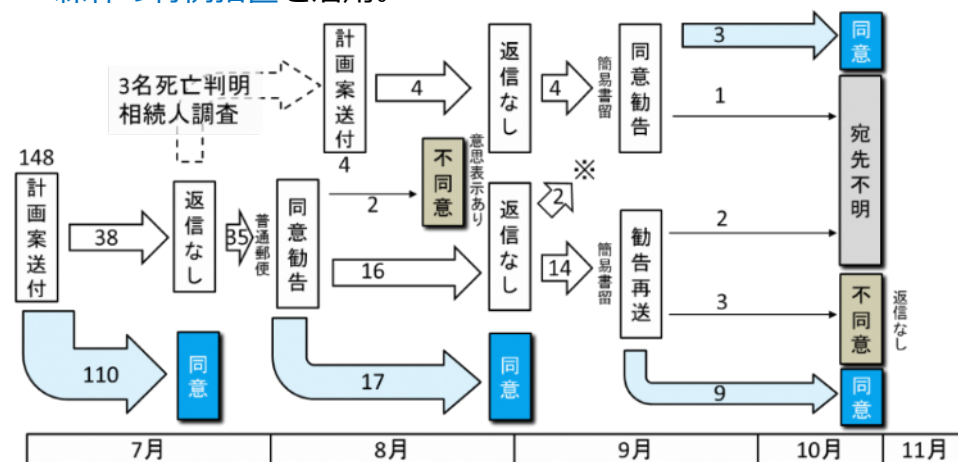 3名死亡判明
相続人調査
計画案送付
4
4
返信なし
4
簡易書留
同意勧告
3
同意
1
宛先不明
148
計画案送付
38
返信なし
35
普通郵便
同意勧告
2
不同意
意思表示あり
16
返信なし
2
※
14
簡易書留
勧告再送
2
3
不同意
返信なし
110
同意
17
同意
9
同意
7月
8月
9月
10月
11月